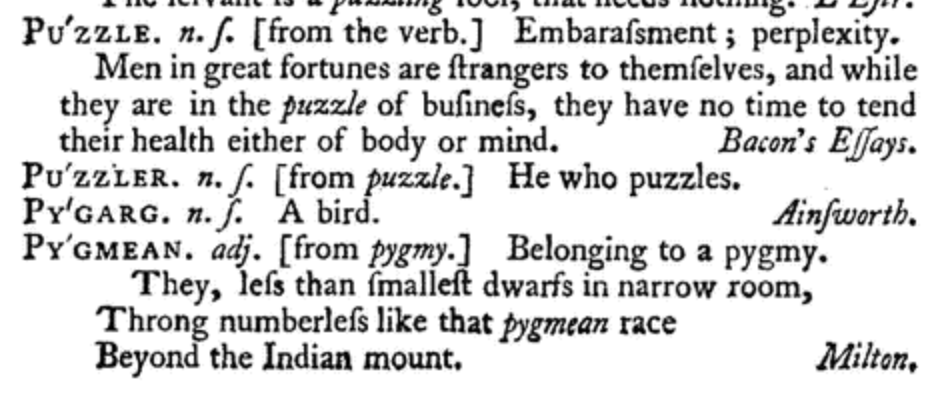 puzzling fool, that needs nothing. L'Estr.
PU'ZZLE. n. ſ. [from the verb.] Embaraſsment; perplexity.
Men in great fortunes are ſtrangers to themſelves, and while
they are in the puzzle of buſineſs, they have no time to tend
their health either of body or mind. Bacon's Eſſays.
PU'ZZLER. n. ſ. [from puzzle.] He who puzzles.
PY'GARG. n. ſ. A bird. Ainſworth.
PY'GMEAN. adj. [from pygmy.] Belonging to a pygmy.
They, leſs than ſmalleſt dwarfs in narrow room,
Throng numberleſs like that pygmean race
Beyond the Indian mount. Milton.